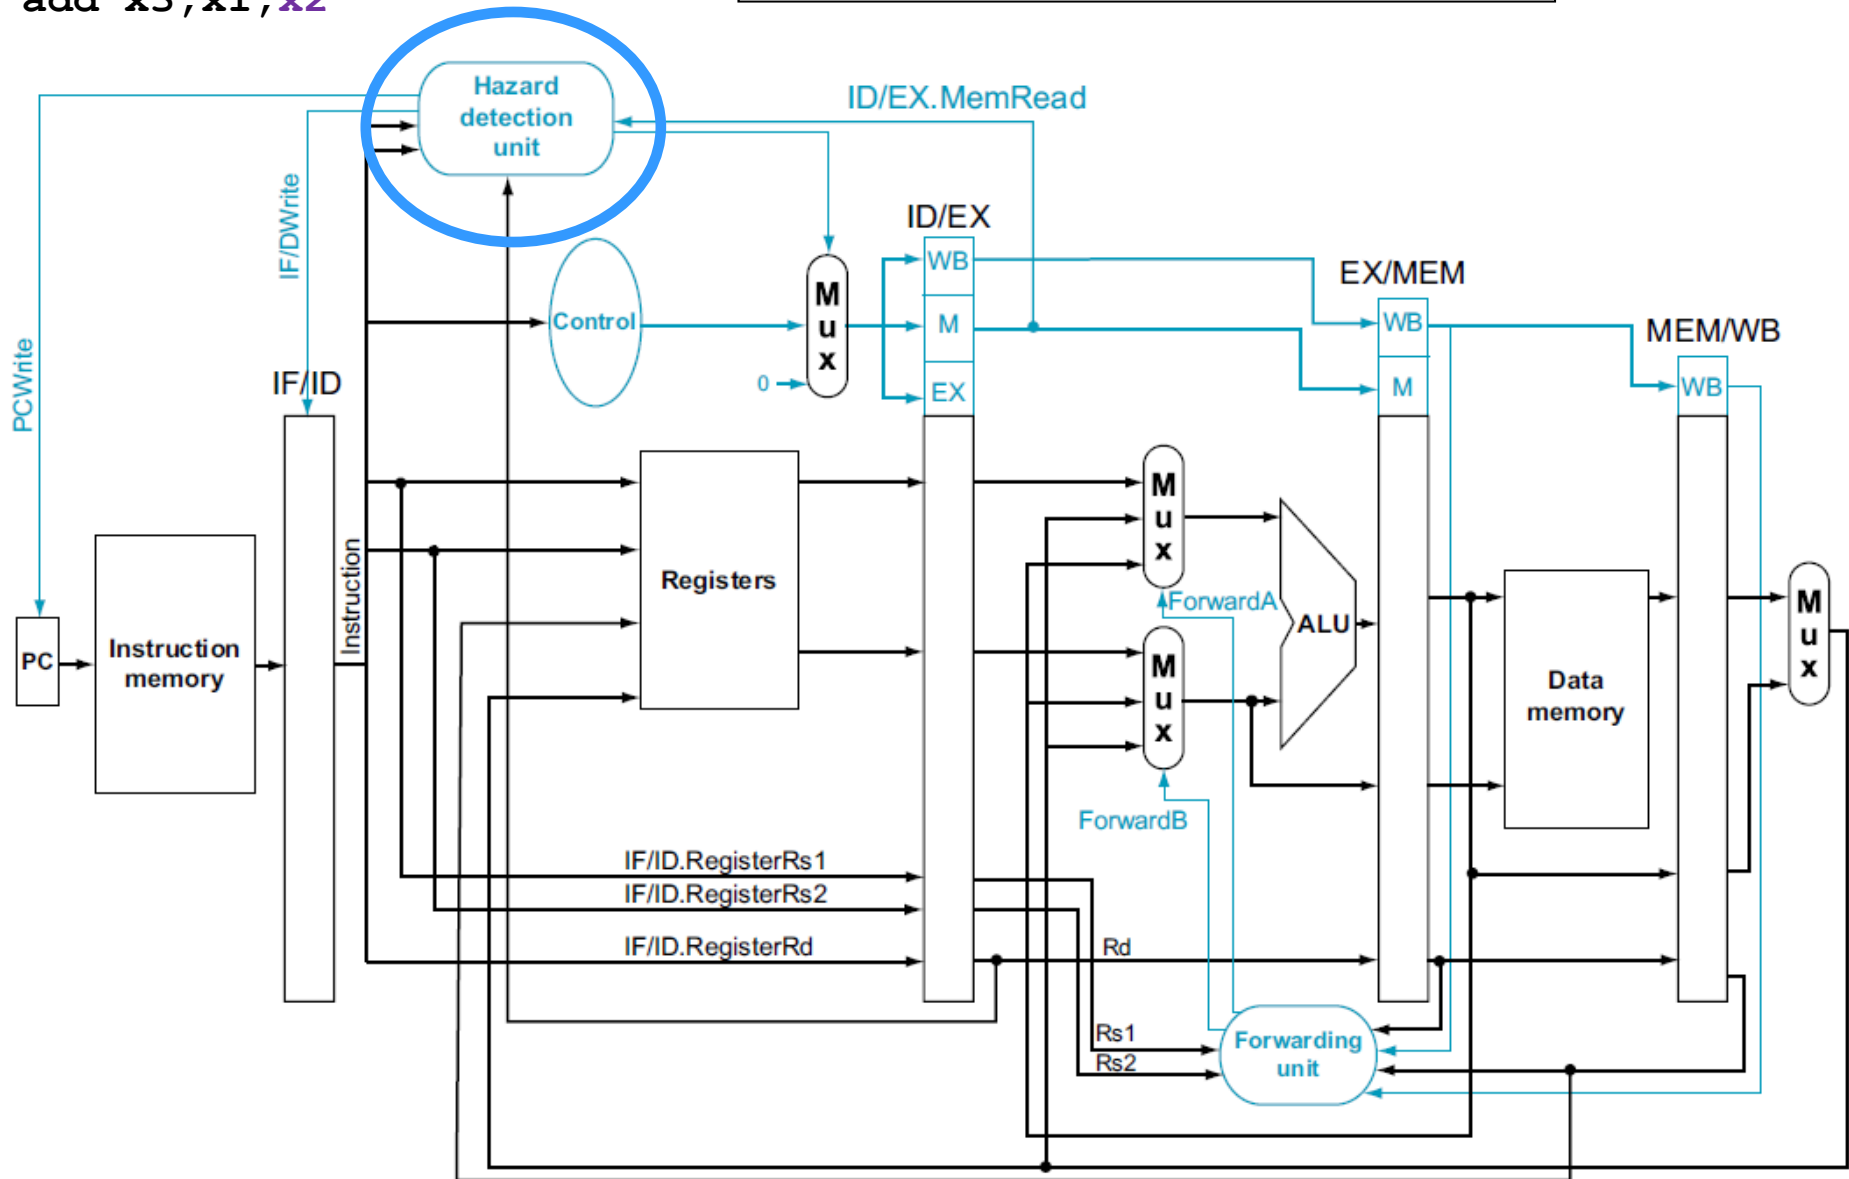 add x3,x1,x2
Hazard
detection
unit
ID/EX.MemRead
IF/DWrite
PCWrite
ID/EX
WB
M
EX
Control
M
u
x
0
EX/MEM
WB
M
MEM/WB
WB
IF/ID
Instruction
PC
Instruction
memory
Registers
M
u
x
ForwardA
M
u
x
ForwardB
ALU
Data
memory
M
u
x
IF/ID.RegisterRs1
IF/ID.RegisterRs2
IF/ID.RegisterRd
Rd
Rs1
Rs2
Forwarding
unit